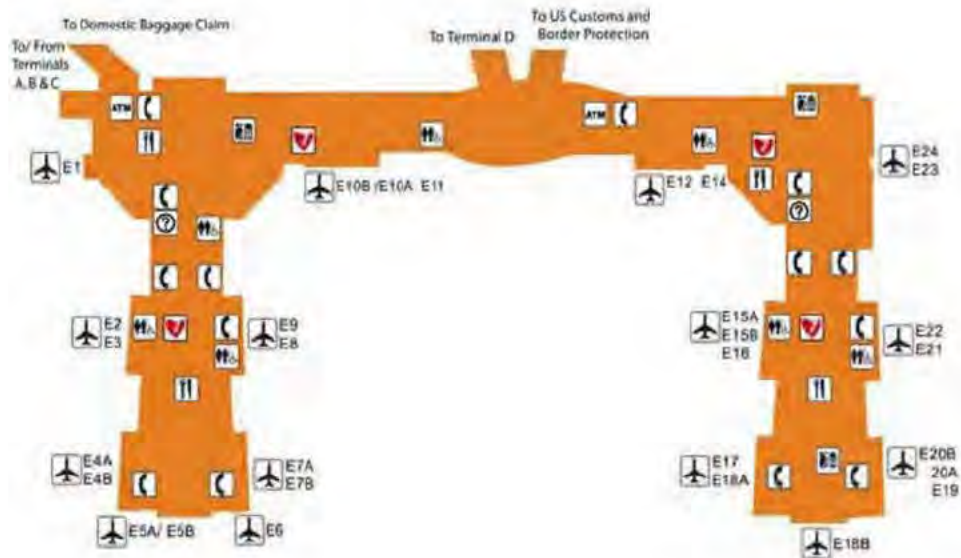 To Domestic Baggage Claim
To/ From
Terminals
A, B & C
To Terminal D
To US Customs and
Border Protection
ATM
ATM
E1
E10B /E10A E11
E12 E14
E24
E23
?
?
E2
E3
E9
E8
E15A
E15B
E16
E22
E21
E4A
E4B
E7A
E7B
E17
E18A
E20B
20A
E19
E5A/ E5B
E6
E18B